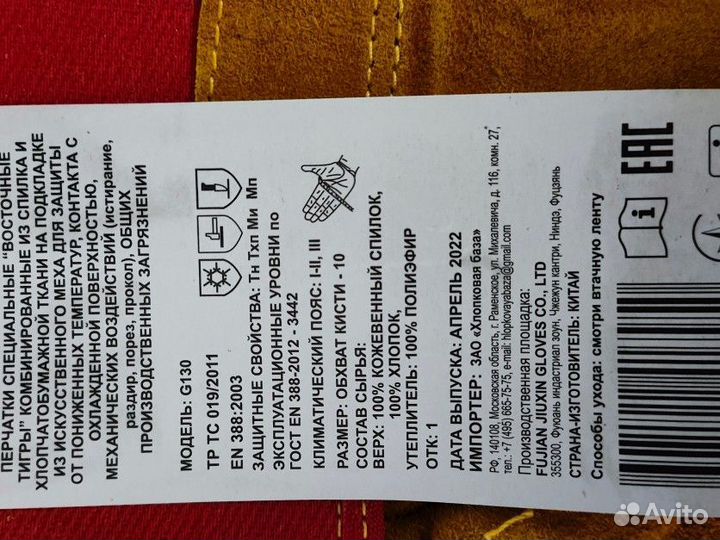 ПЕРЧАТКИ СПЕЦИАЛЬНЫЕ "ВОСТОЧНЫЕ
ТИГРЫ" КОМБИНИРОВАННЫЕ ИЗ СПИЛКА И
ХЛОПЧАТОБУМАЖНОЙ ТКАНИ НА ПОДКЛАДКЕ
ИЗ ИСКУССТВЕННОГО МЕХА ДЛЯ ЗАЩИТЫ
ОТ ПОНИЖЕННЫХ ТЕМПЕРАТУР, КОНТАКТА С
ОХЛАЖДЕННОЙ ПОВЕРХНОСТЬЮ,
МЕХАНИЧЕСКИХ ВОЗДЕЙСТВИЙ (истирание,
раздир, порез, прокол), ОБЩИХ
ПРОИЗВОДСТВЕННЫХ ЗАГРЯЗНЕНИЙ
МОДЕЛЬ: G130
ТР ТС 019/2011
EN 388:2003
ЗАЩИТНЫЕ СВОЙСТВА: Тн Тхп Ми Мп
ЭКСПЛУАТАЦИОННЫЕ УРОВНИ по
ГОСТ EN 388-2012 - 3442
КЛИМАТИЧЕСКИЙ ПОЯС: I-II, III
РАЗМЕР: ОБХВАТ КИСТИ - 10
СОСТАВ СЫРЬЯ:
ВЕРХ: 100% КОЖЕВЕННЫЙ СПИЛОК,
100% ХЛОПОК,
УТЕПЛИТЕЛЬ: 100% ПОЛИЭФИР
ОТК: 1
ДАТА ВЫПУСКА: АПРЕЛЬ 2022
ИМПОРТЕР: ЗАО «Хлопковая база»
РФ, 140108, Московская область, г. Раменское, ул. Михалевича, д. 116, комн. 27,
тел.: +7 (495) 665-75-75, e-mail: hlopkovayabaza@gmail.com
Производственная площадка:
FUJIAN JIUXIN GLOVES CO., LTD
355300, Фукоань индастриал зоун, Чжежун кантри, Ниндэ, Фуцзянь
СТРАНА-ИЗГОТОВИТЕЛЬ: КИТАЙ
Способы ухода: смотри втачную ленту
EAC
Avito